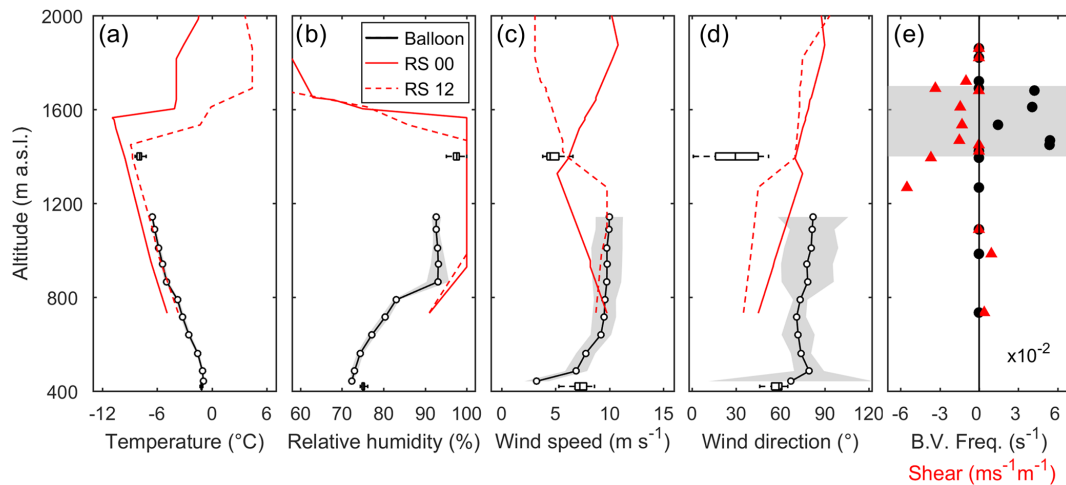 (a)
(b)
(c)
(d)
(e)
Balloon
RS 00
RS 12
Altitude (m a.s.l.)
2000
1600
1200
800
400
-12 -6 0 6
60 70 80 90 100
0 5 10 15
0 30 60 90 120
-6 -3 0 3 6
x10-2
Temperature (°C)
Relative humidity (%)
Wind speed (m s-1)
Wind direction (°)
B.V. Freq. (s-1)
Shear (ms-1m-1)